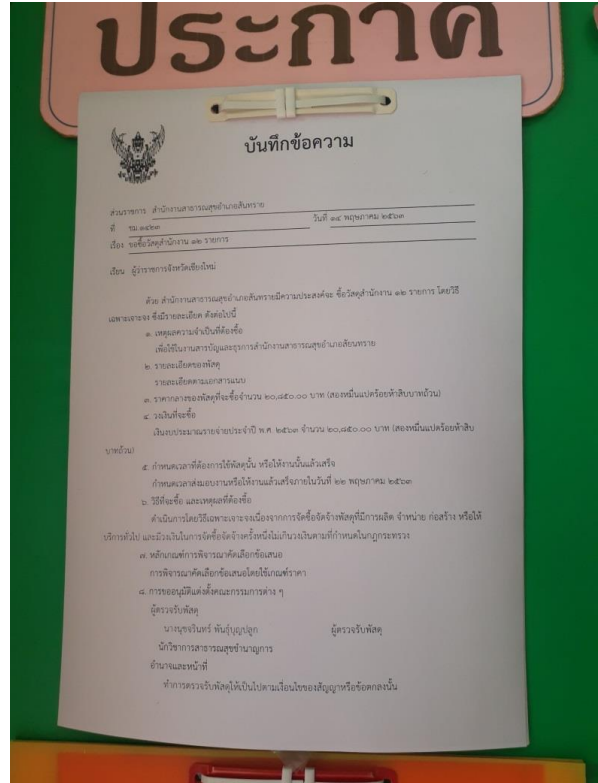 ประกาศ
บันทึกข้อความ
ส่วนราชการ สำนักงานสาธารณสุขอำเภอสันทราย
ที่ ชม.๑๔๒๓ วันที่ ๑๔ พฤษภาคม ๒๕๖๓
เรื่อง ขอซื้อวัสดุสำนักงาน ๑๒ รายการ
เรียน ผู้ว่าราชการจังหวัดเชียงใหม่
ด้วย สำนักงานสาธารณสุขอำเภอสันทรายมีความประสงค์จะ ซื้อวัสดุสำนักงาน ๑๒ รายการ โดยวิธี
เฉพาะเจาะจง ซึ่งมีรายละเอียด ดังต่อไปนี้
๑. เหตุผลความจำเป็นที่ต้องซื้อ
เพื่อใช้ในงานสารบัญและธุรการสำนักงานสาธารณสุขอำเภอสัยนทราย
๒. รายละเอียดของพัสดุ
รายละเอียดตามเอกสารแนบ
๓. ราคากลางของพัสดุที่จะซื้อจำนวน ๒๐,๘๕๐.๐๐ บาท (สองหมื่นแปดร้อยห้าสิบบาทถ้วน)
๔. วงเงินที่จะซื้อ
เงินงบประมาณรายจ่ายประจำปี พ.ศ. ๒๕๖๓ จำนวน ๒๐,๘๕๐.๐๐ บาท (สองหมื่นแปดร้อยห้าสิบ
บาทถ้วน)
๕. กำหนดเวลาที่ต้องการใช้พัสดุนั้น หรือให้งานนั้นแล้วเสร็จ
กำหนดเวลาส่งมอบงานหรือให้งานแล้วเสร็จภายในวันที่ ๒๒ พฤษภาคม ๒๕๖๓
๖. วิธีที่จะซื้อ และเหตุผลที่ต้องซื้อ
ดำเนินการโดยวิธีเฉพาะเจาะจงเนื่องจากการจัดซื้อจัดจ้างพัสดุที่มีการผลิต จำหน่าย ก่อสร้าง หรือให้
บริการทั่วไป และมีวงเงินในการจัดซื้อจัดจ้างครั้งหนึ่งไม่เกินวงเงินตามที่กำหนดในกฎกระทรวง
๗. หลักเกณฑ์การพิจารณาคัดเลือกข้อเสนอ
การพิจารณาคัดเลือกข้อเสนอโดยใช้เกณฑ์ราคา
๘. การขออนุมัติแต่งตั้งคณะกรรมการต่าง ๆ
ผู้ตรวจรับพัสดุ
นางนุชจรินทร์ พันธุ์บุญปลูก ผู้ตรวจรับพัสดุ
นักวิชาการสาธารณสุขชำนาญการ
อำนาจและหน้าที่
ทำการตรวจรับพัสดุให้เป็นไปตามเงื่อนไขของสัญญาหรือข้อตกลงนั้น